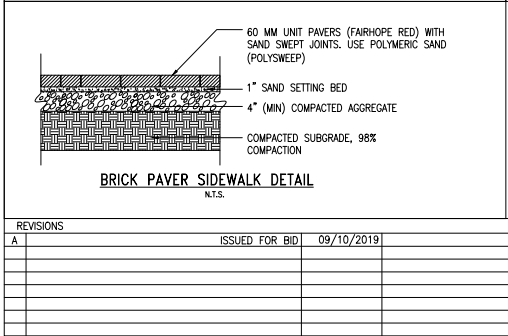 60 MM UNIT PAVERS (FAIRHOPE RED) WITH
SAND SWEPT JOINTS. USE POLYMERIC SAND
(POLYSWEEP)
1" SAND SETTING BED
4" (MIN) COMPACTED AGGREGATE
COMPACTED SUBGRADE, 98%
COMPACTION
BRICK PAVER SIDEWALK DETAIL
N.T.S.
REVISIONS
A ISSUED FOR BID 09/10/2019